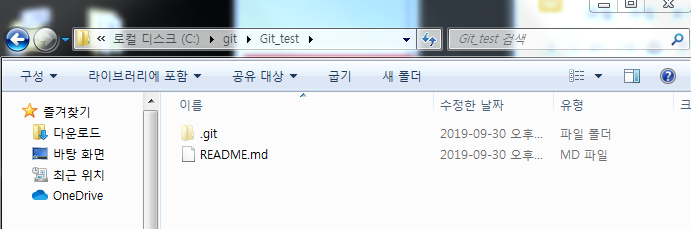 « 로컬 디스크 (C:) ▸ git ▸ Git_test ▸
Git_test 검색
구성 라이브러리에 포함 공유 대상 굽기 새 폴더
즐겨찾기
다운로드
바탕 화면
최근 위치
OneDrive
이름 수정한 날짜 유형 크
.git 2019-09-30 오후... 파일 폴더
README.md 2019-09-30 오후... MD 파일